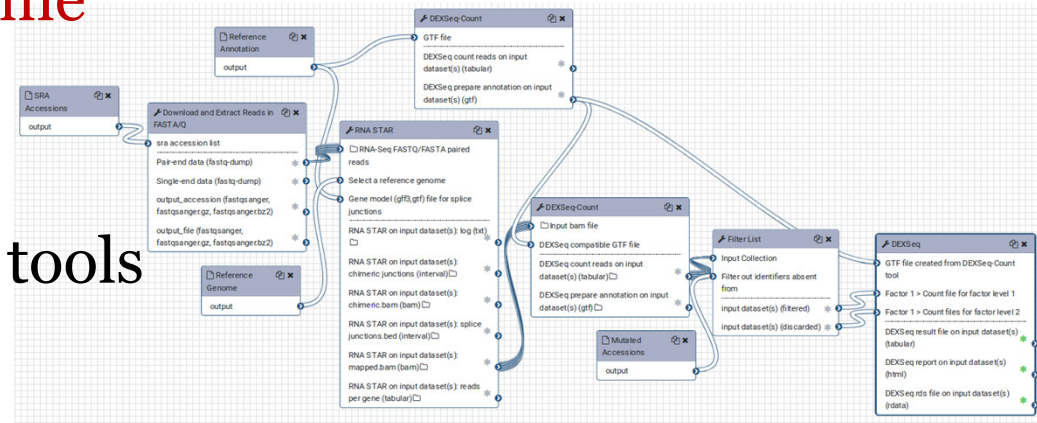 tools
SRA
Accessions
output
Reference
Annotation
output
Download and Extract Reads in
FASTA/Q
sra accession list
Pair-end data (fastq-dump)
Single-end data (fastq-dump)
output_accession (fastqsanger,
fastqsanger.gz, fastqsanger.bz2)
output_file (fastqsanger,
fastqsanger.gz, fastqsanger.bz2)
Reference
Genome
output
DEXSeq-Count
GTF file
DEXSeq count reads on input
dataset(s) (tabular)
DEXSeq prepare annotation on input
dataset(s) (gtf)
RNA STAR
RNA-Seq FASTQ/FASTA paired
reads
Select a reference genome
Gene model (gff3,gtf) file for splice
junctions
RNA STAR on input dataset(s): log (txt)
RNA STAR on input dataset(s):
chimeric junctions (interval)
RNA STAR on input dataset(s):
chimeric.bam (bam)
RNA STAR on input dataset(s): splice
junctions.bed (interval)
RNA STAR on input dataset(s):
mapped.bam (bam)
RNA STAR on input dataset(s): reads
per gene (tabular)
DEXSeq-Count
Input bam file
DEXSeq compatible GTF file
DEXSeq count reads on input
dataset(s) (tabular)
DEXSeq prepare annotation on input
dataset(s) (gtf)
Mutated
Accessions
output
Filter List
Input Collection
Filter out identifiers absent
from
input dataset(s) (filtered)
input dataset(s) (discarded)
DEXSeq
GTF file created from DEXSeq-Count
tool
Factor 1 > Count file for factor level 1
Factor 1 > Count files for factor level 2
DEXSeq result file on input dataset(s)
(tabular)
DEXSeq report on input dataset(s)
(html)
DEXSeq rds file on input dataset(s)
(rdata)